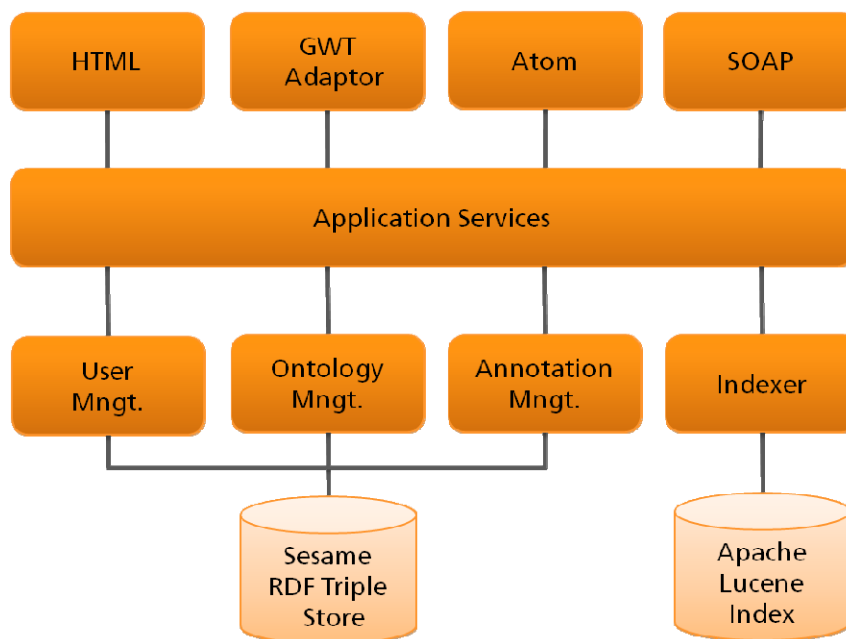 HTML
GWT
Adaptor
Atom
SOAP
Application Services
User
Mngt.
Ontology
Mngt.
Annotation
Mngt.
Indexer
Sesame
RDF Triple
Store
Apache
Lucene
Index